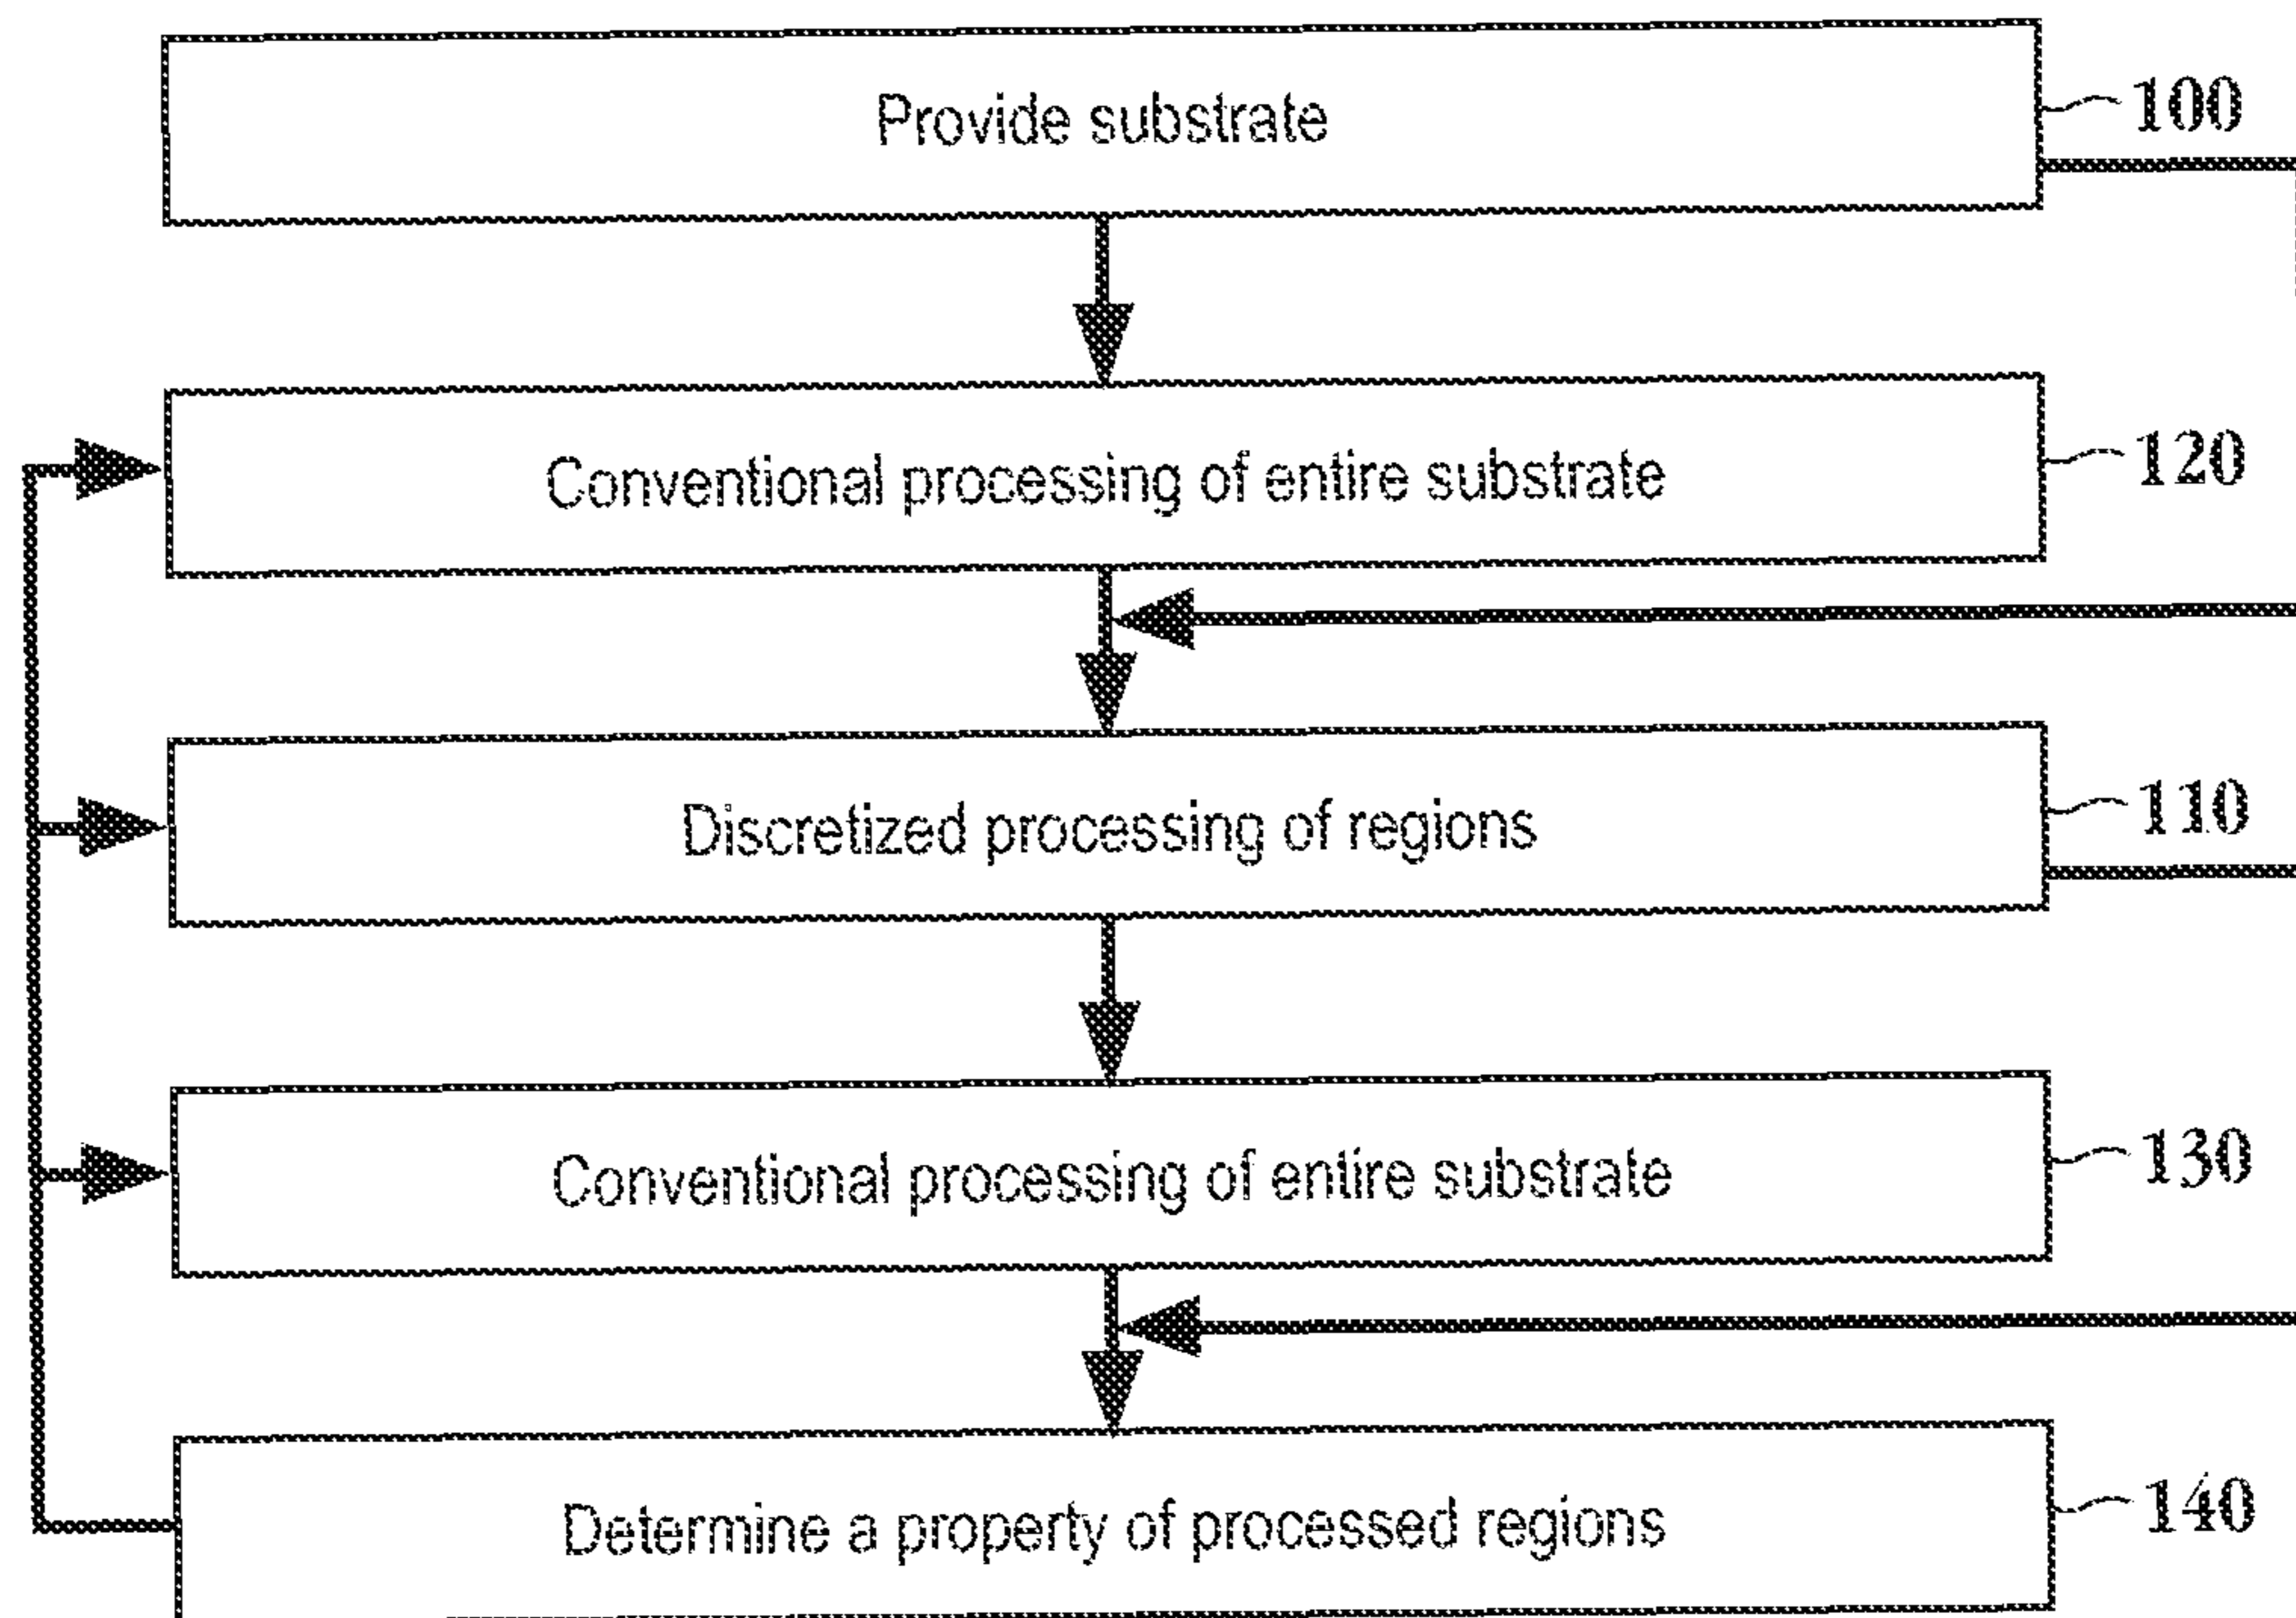 Provide substrate
100
Conventional processing of entire substrate
120
Discretized processing of regions
110
Conventional processing of entire substrate
130
Determine a property of processed regions
140